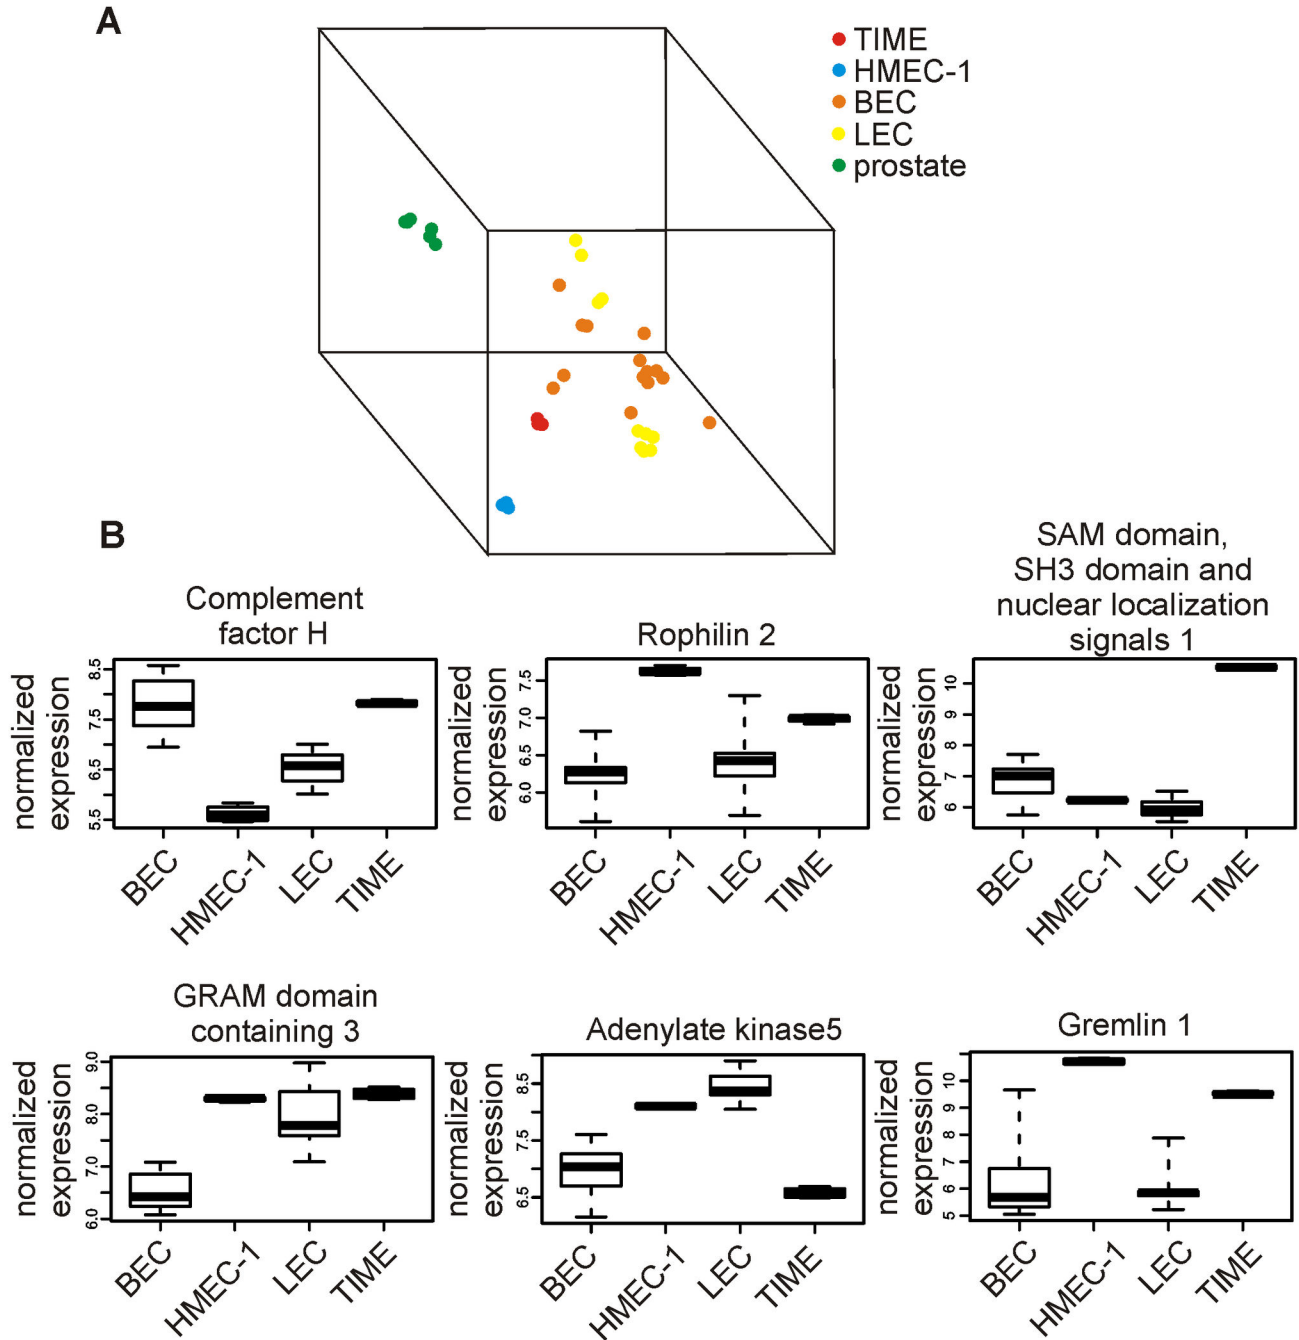 A
TIME
HMEC-1
BEC
LEC
prostate
B
Complement
factor H
normalized
expression
8.5
7.5
6.5
5.5
BEC
HMEC-1
LEC
TIME
Rophilin 2
normalized
expression
7.5
7.0
6.5
6.0
BEC
HMEC-1
LEC
TIME
SAM domain,
SH3 domain and
nuclear localization
signals 1
normalized
expression
10
9
8
7
6
BEC
HMEC-1
LEC
TIME
GRAM domain
containing 3
normalized
expression
9.0
8.0
7.0
6.0
BEC
HMEC-1
LEC
TIME
Adenylate kinase5
normalized
expression
8.5
7.5
6.5
BEC
HMEC-1
LEC
TIME
Gremlin 1
normalized
expression
10
9
8
7
6
5
BEC
HMEC-1
LEC
TIME